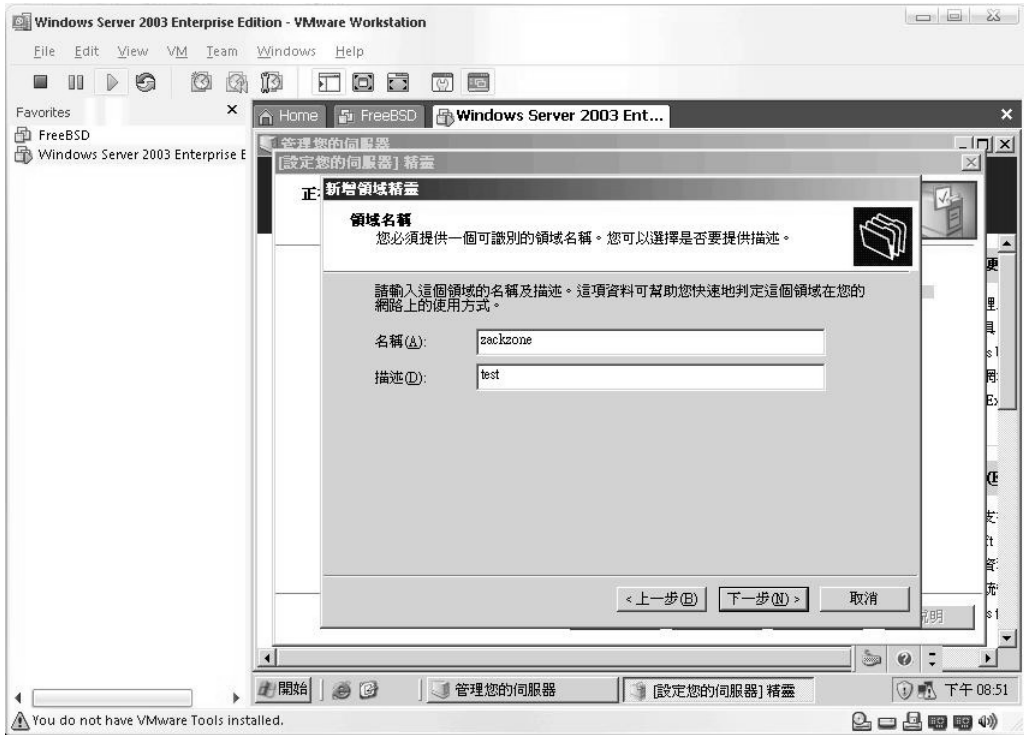 Windows Server 2003 Enterprise Edition - VMware Workstation
File Edit View VM Team Windows Help
Favorites
FreeBSD
Windows Server 2003 Enterprise E
Home FreeBSD Windows Server 2003 Ent...
管理您的伺服器
[設定您的伺服器] 精靈
正
新增領域精靈
領域名稱
您必須提供一個可識別的領域名稱。您可以選擇是否要提供描述。
請輸入這個領域的名稱及描述。這項資料可幫助您快速地判定這個領域在您的
網路上的使用方式。
名稱(A): zackzone
描述(D): test
<上一步(B) 下一步(N)> 取消
說明
開始 管理您的伺服器 [設定您的伺服器] 精靈 下午 08:51
You do not have VMware Tools installed.